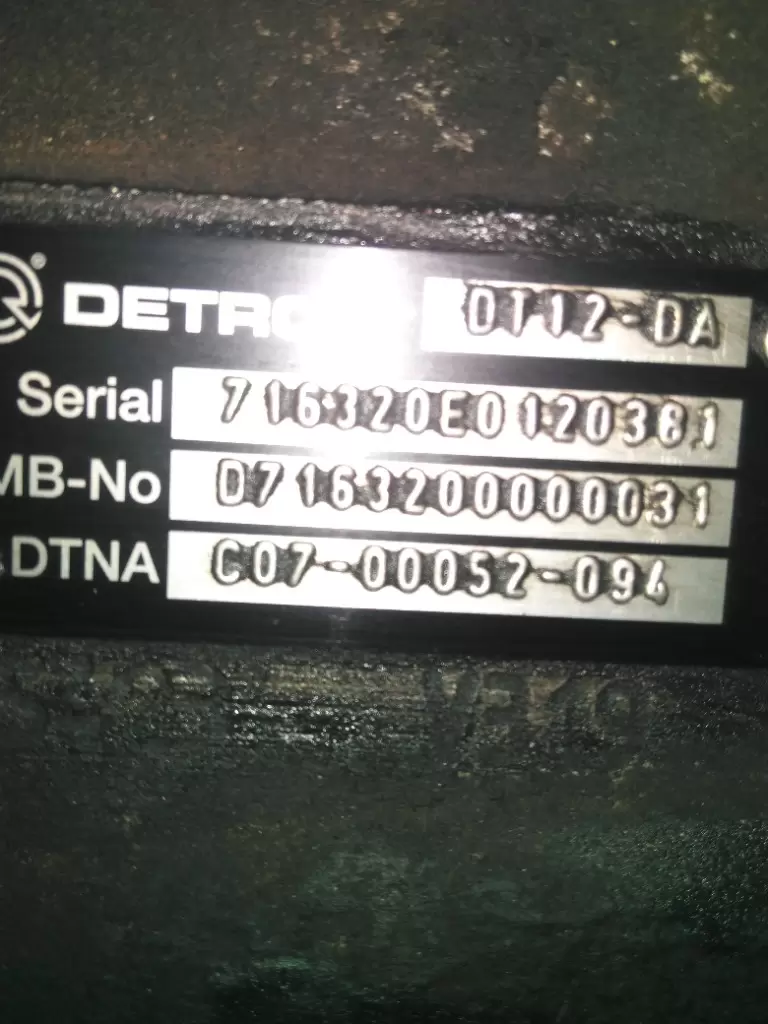 ® DETRO DT12-DA
Serial 716320E0120381
MB-No D7163200000031
DTNA C07-00052-094